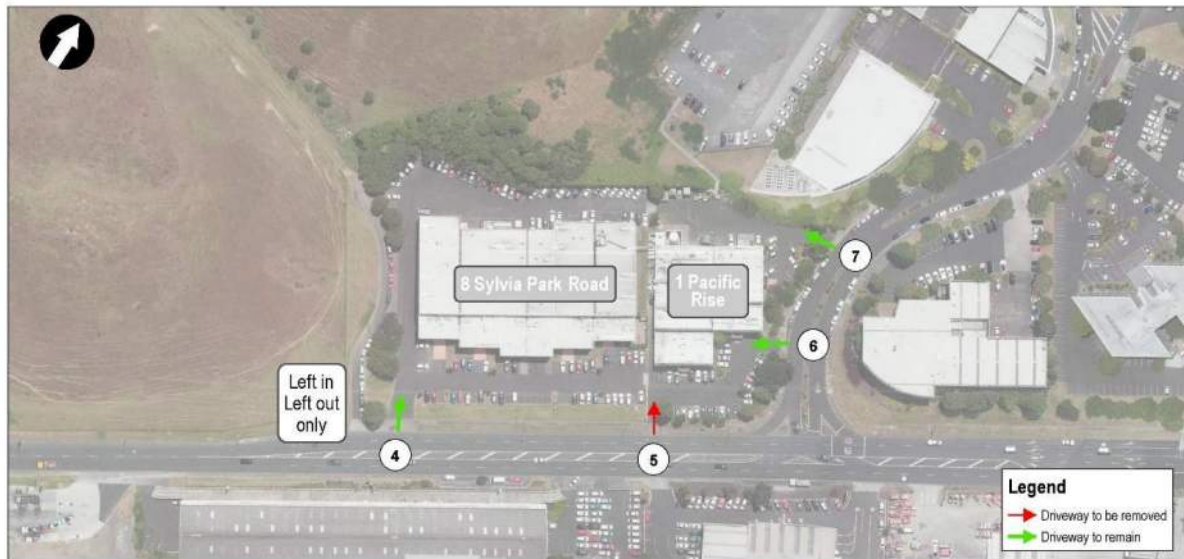 8 Sylvia Park Road
1 Pacific
Rise
7
6
Left in
Left out
only
4
5
Legend
Driveway to be removed
Driveway to remain